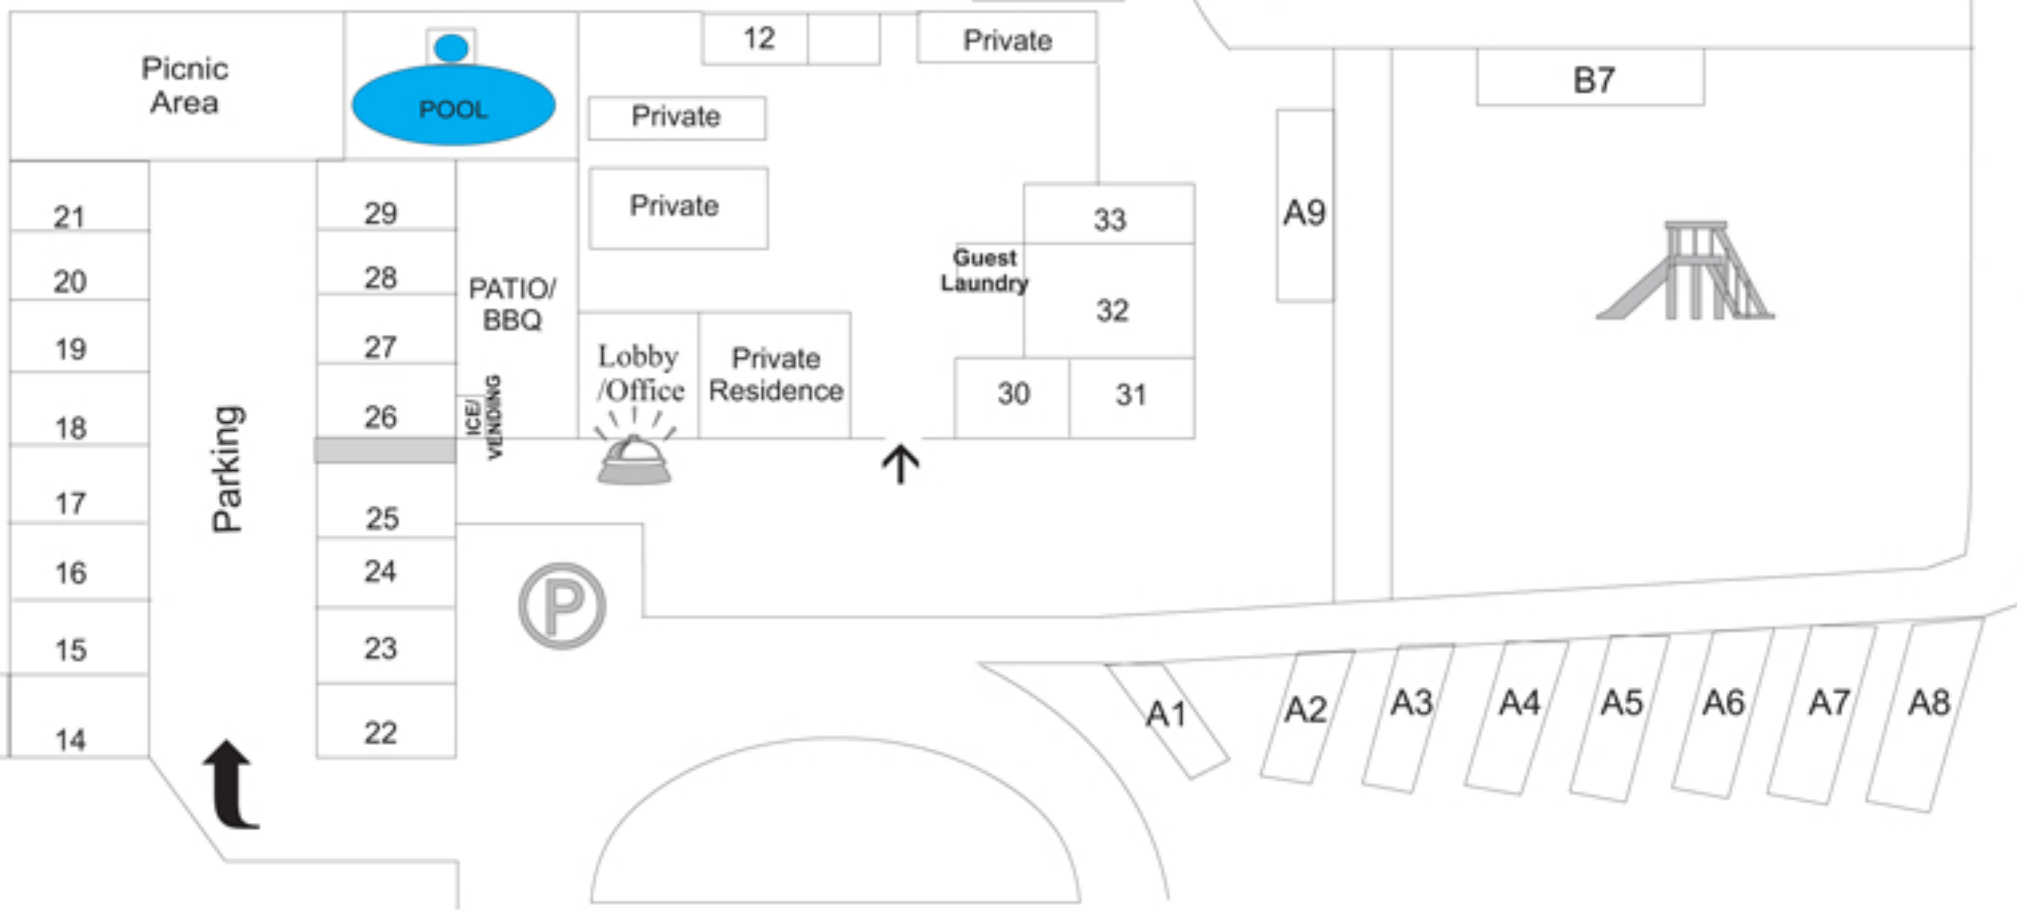 Picnic
Area
POOL
12
Private
B7
Private
Private
A9
21
20
19
18
17
16
15
14
Parking
29
28
27
26
25
24
23
22
PATIO/
BBQ
ICE/
VENDING
Lobby
/Office
Private
Residence
Guest
Laundry
33
32
30
31
P
A1
A2
A3
A4
A5
A6
A7
A8